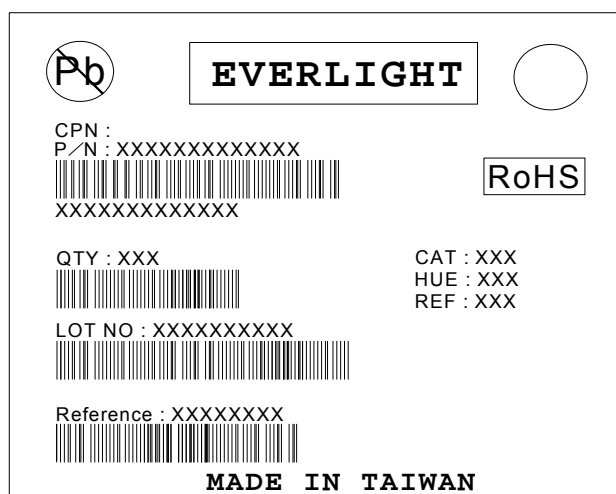 Pb
EVERLIGHT
CPN :
P/N : XXXXXXXXXXXXX
RoHS
XXXXXXXXXXXXX
QTY : XXX
CAT : XXX
HUE : XXX
REF : XXX
LOT NO : XXXXXXXXXX
Reference : XXXXXXXX
MADE IN TAIWAN